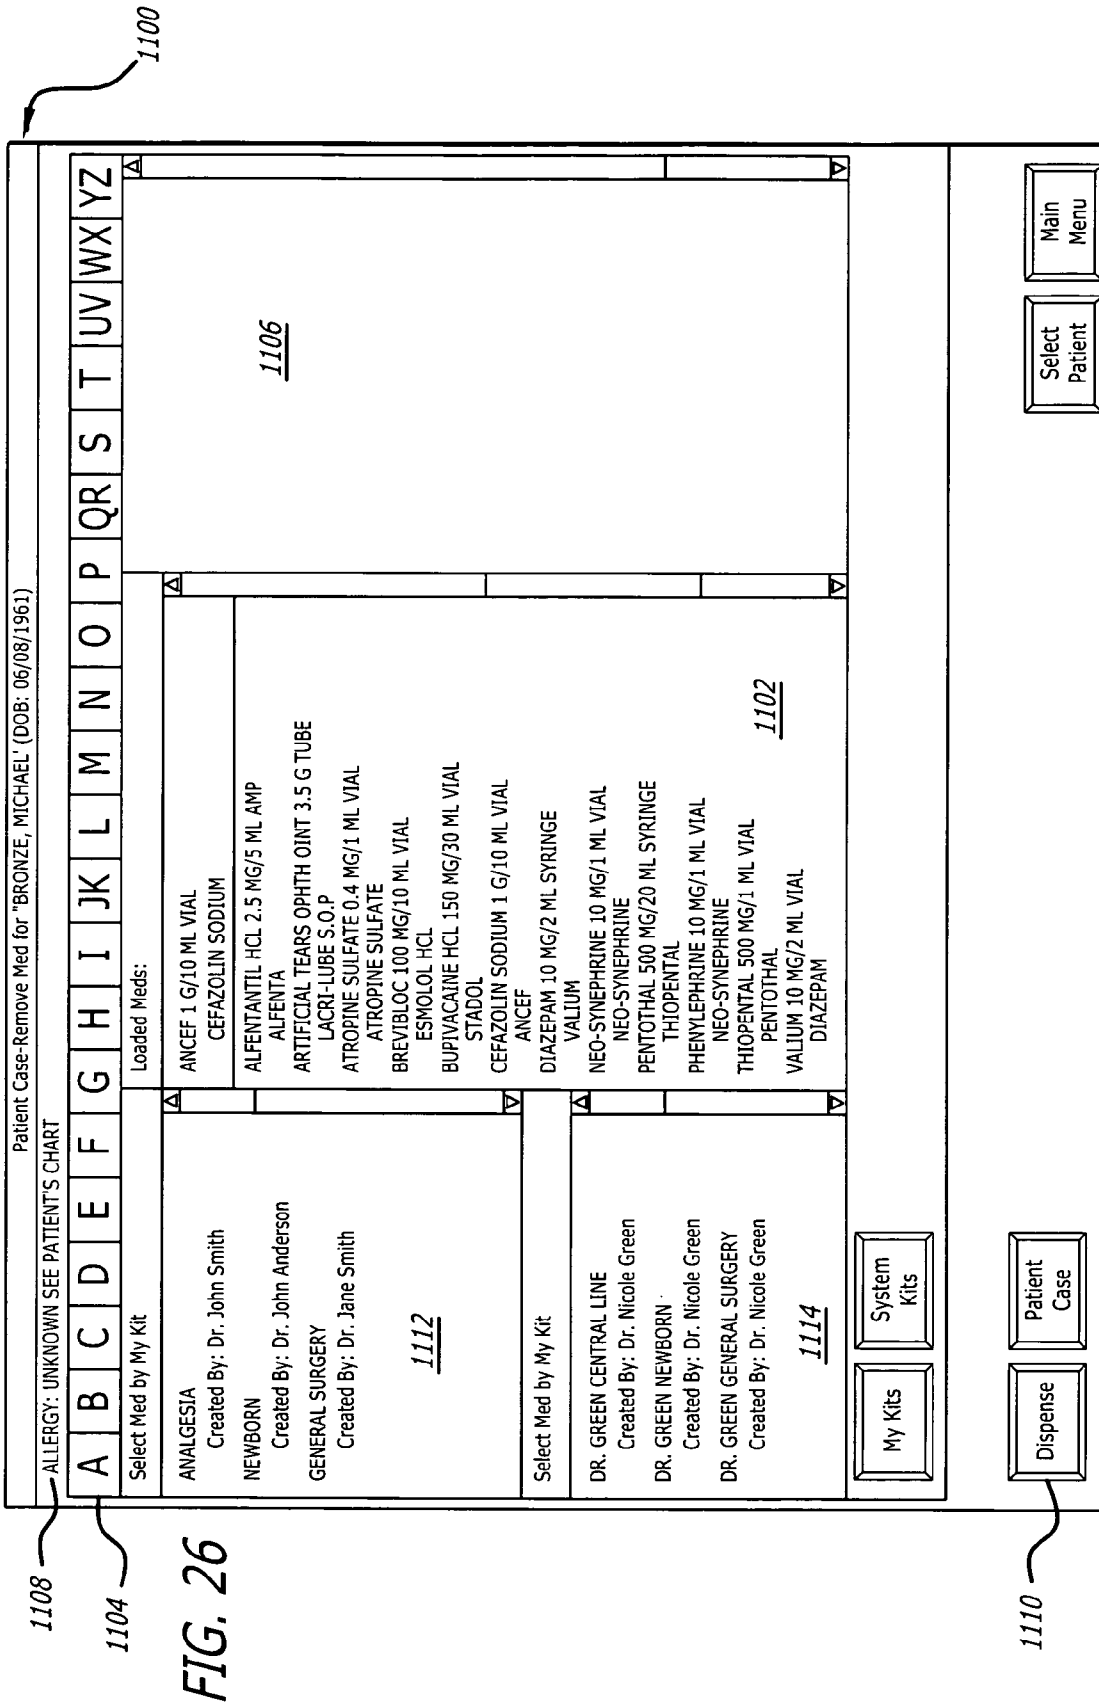 1100
Patient Case-Remove Med for "BRONZE, MICHAEL' (DOB: 06/08/1961)
1108
ALLERGY: UNKNOWN SEE PATIENT'S CHART
1104
A B C D E F G H I JK L M N O P QR S T UV WX YZ
Select Med by My Kit
ANALGESIA
Created By: Dr. John Smith
NEWBORN
Created By: Dr. John Anderson
GENERAL SURGERY
Created By: Dr. Jane Smith
1112
Select Med by My Kit
DR. GREEN CENTRAL LINE
Created By: Dr. Nicole Green
DR. GREEN NEWBORN
Created By: Dr. Nicole Green
DR. GREEN GENERAL SURGERY
Created By: Dr. Nicole Green
1114
Loaded Meds:
ANCEF 1 G/10 ML VIAL
CEFAZOLIN SODIUM
ALFENTANTIL HCL 2.5 MG/5 ML AMP
ALFENTA
ARTIFICIAL TEARS OPHTH OINT 3.5 G TUBE
LACRI-LUBE S.O.P
ATROPINE SULFATE 0.4 MG/1 ML VIAL
ATROPINE SULFATE
BREVIBLOC 100 MG/10 ML VIAL
ESMOLOL HCL
BUPIVACAINE HCL 150 MG/30 ML VIAL
STADOL
CEFAZOLIN SODIUM 1 G/10 ML VIAL
ANCEF
DIAZEPAM 10 MG/2 ML SYRINGE
VALIUM
NEO-SYNEPHRINE 10 MG/1 ML VIAL
NEO-SYNEPHRINE
PENTOTHAL 500 MG/20 ML SYRINGE
THIOPENTAL
PHENYLEPHRINE 10 MG/1 ML VIAL
NEO-SYNEPHRINE
THIOPENTAL 500 MG/1 ML VIAL
PENTOTHAL
VALIUM 10 MG/2 ML VIAL
DIAZEPAM
1102
1106
My Kits
System
Kits
1110
Dispense
Patient
Case
Select
Patient
Main
Menu
FIG. 26